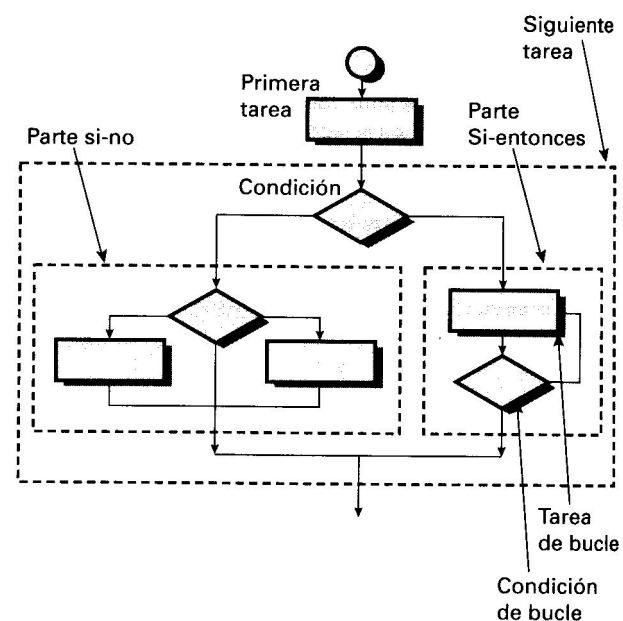 Siguiente
tarea
Primera
tarea
Parte
Si-entonces
Parte si-no
Condición
Tarea
de bucle
Condición
de bucle